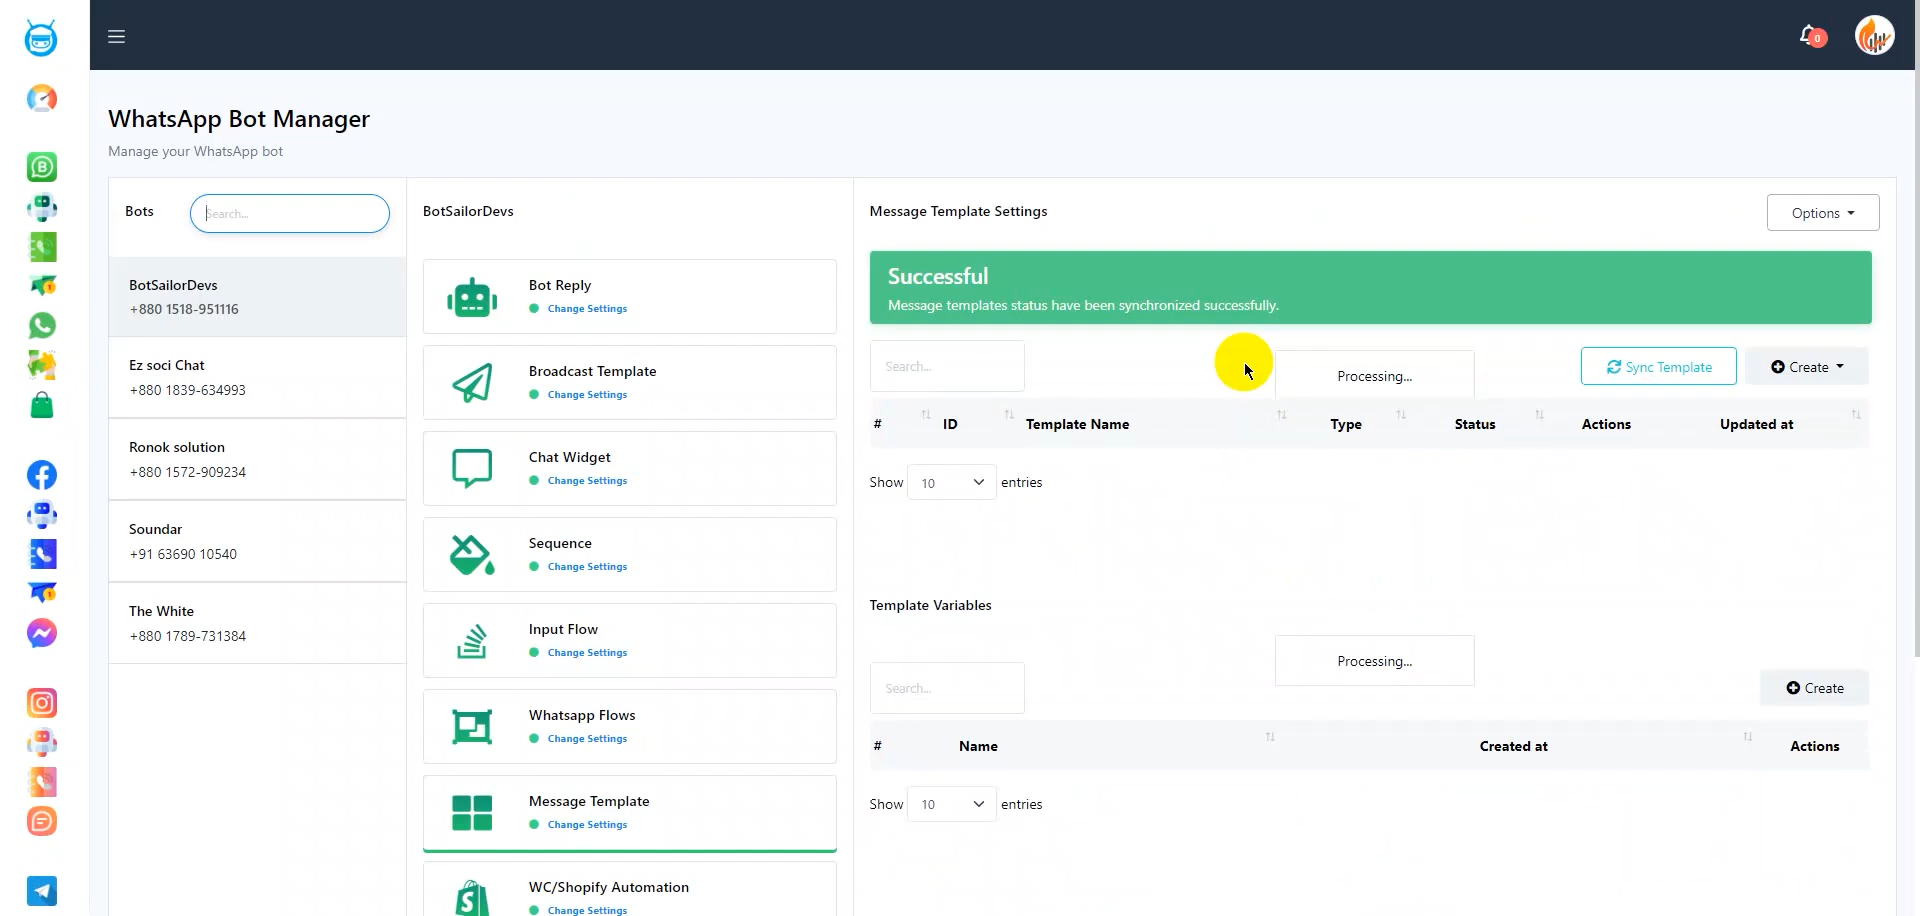 0
WhatsApp Bot Manager
Manage your WhatsApp bot
Bots
Search...
BotSailorDevs
+880 1518-951116
Ez soci Chat
+880 1839-634993
Ronok solution
+880 1572-909234
Soundar
+91 63690 10540
The White
+880 1789-731384
BotSailorDevs
Bot Reply
Change Settings
Broadcast Template
Change Settings
Chat Widget
Change Settings
Sequence
Change Settings
Input Flow
Change Settings
Whatsapp Flows
Change Settings
Message Template
Change Settings
WC/Shopify Automation
Change Settings
Message Template Settings
Options
Successful
Message templates status have been synchronized successfully.
Search...
Processing...
Sync Template
Create
# ID Template Name Type Status Actions Updated at
Show 10 entries
Template Variables
Processing...
Search...
Create
# Name Created at Actions
Show 10 entries